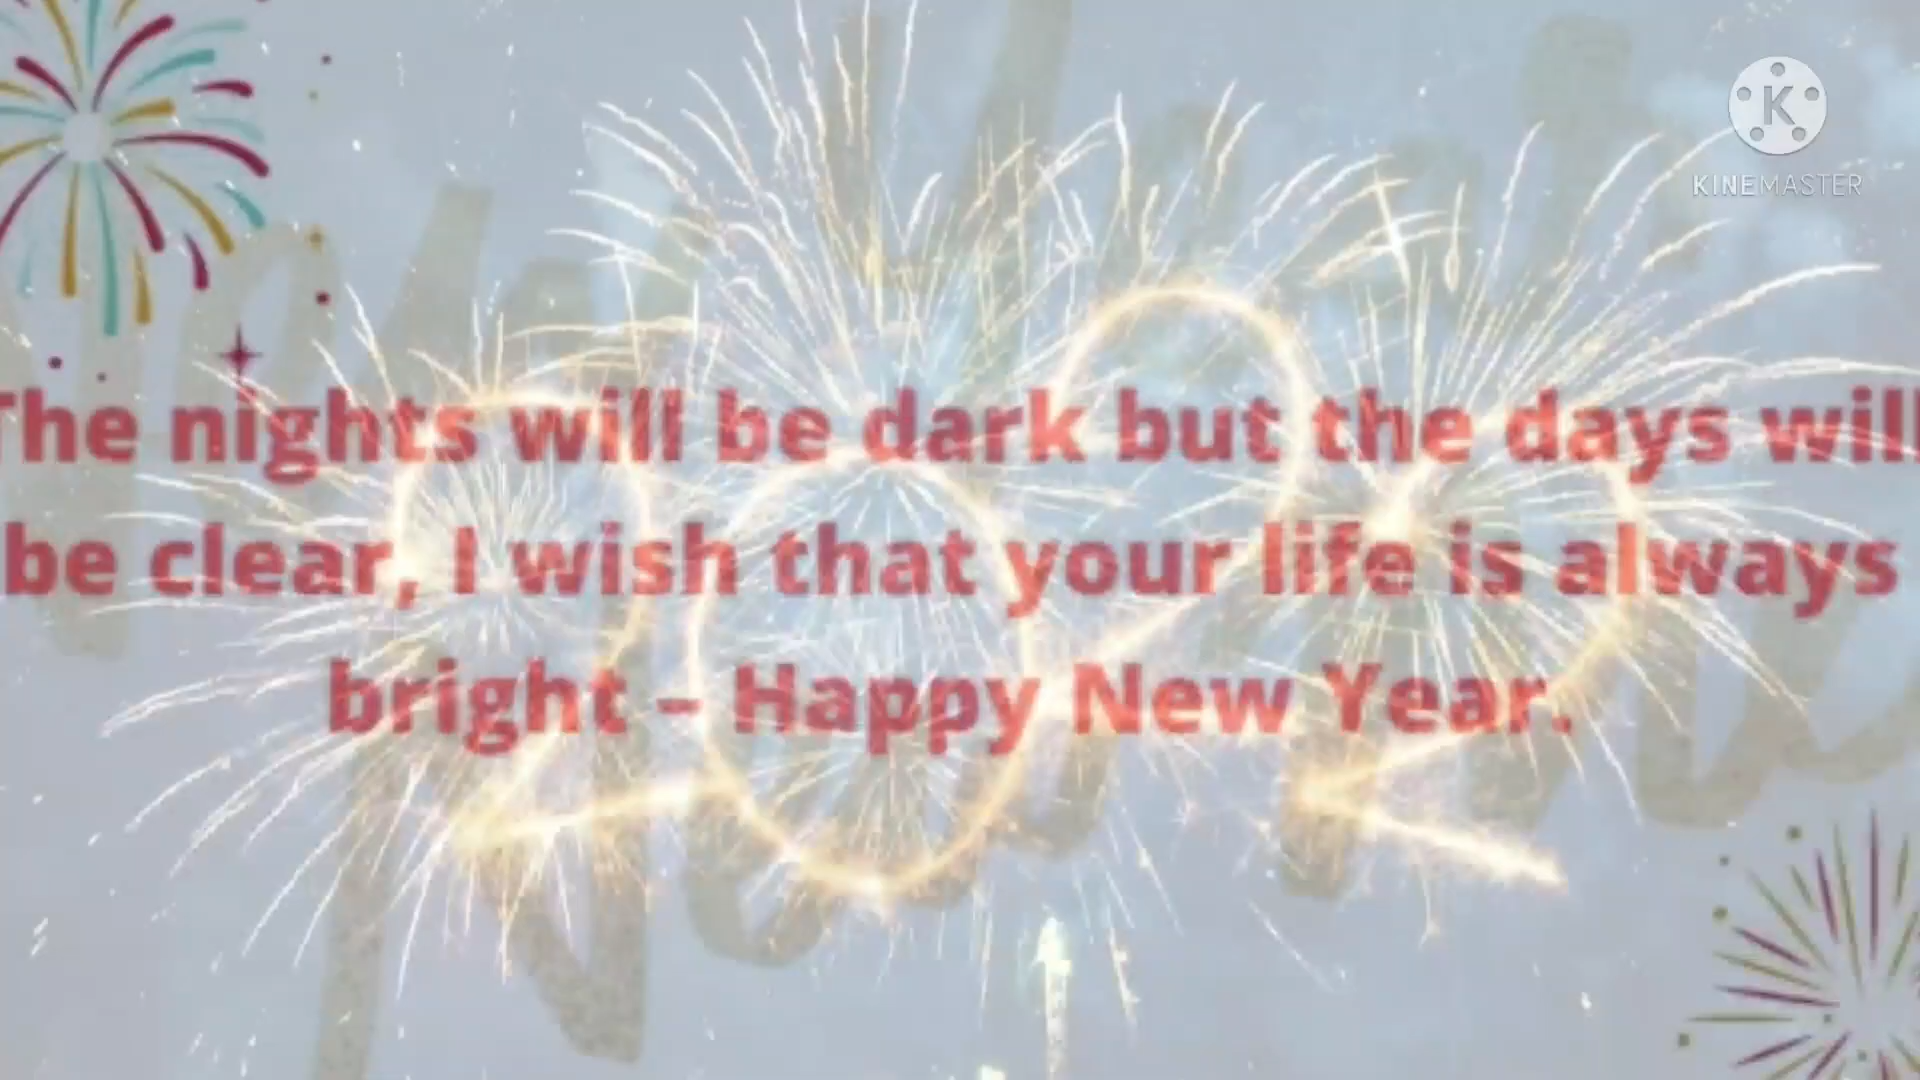 KINEMASTER
The nights will be dark but the days will
be clear, I wish that your life is always
bright – Happy New Year.
2022